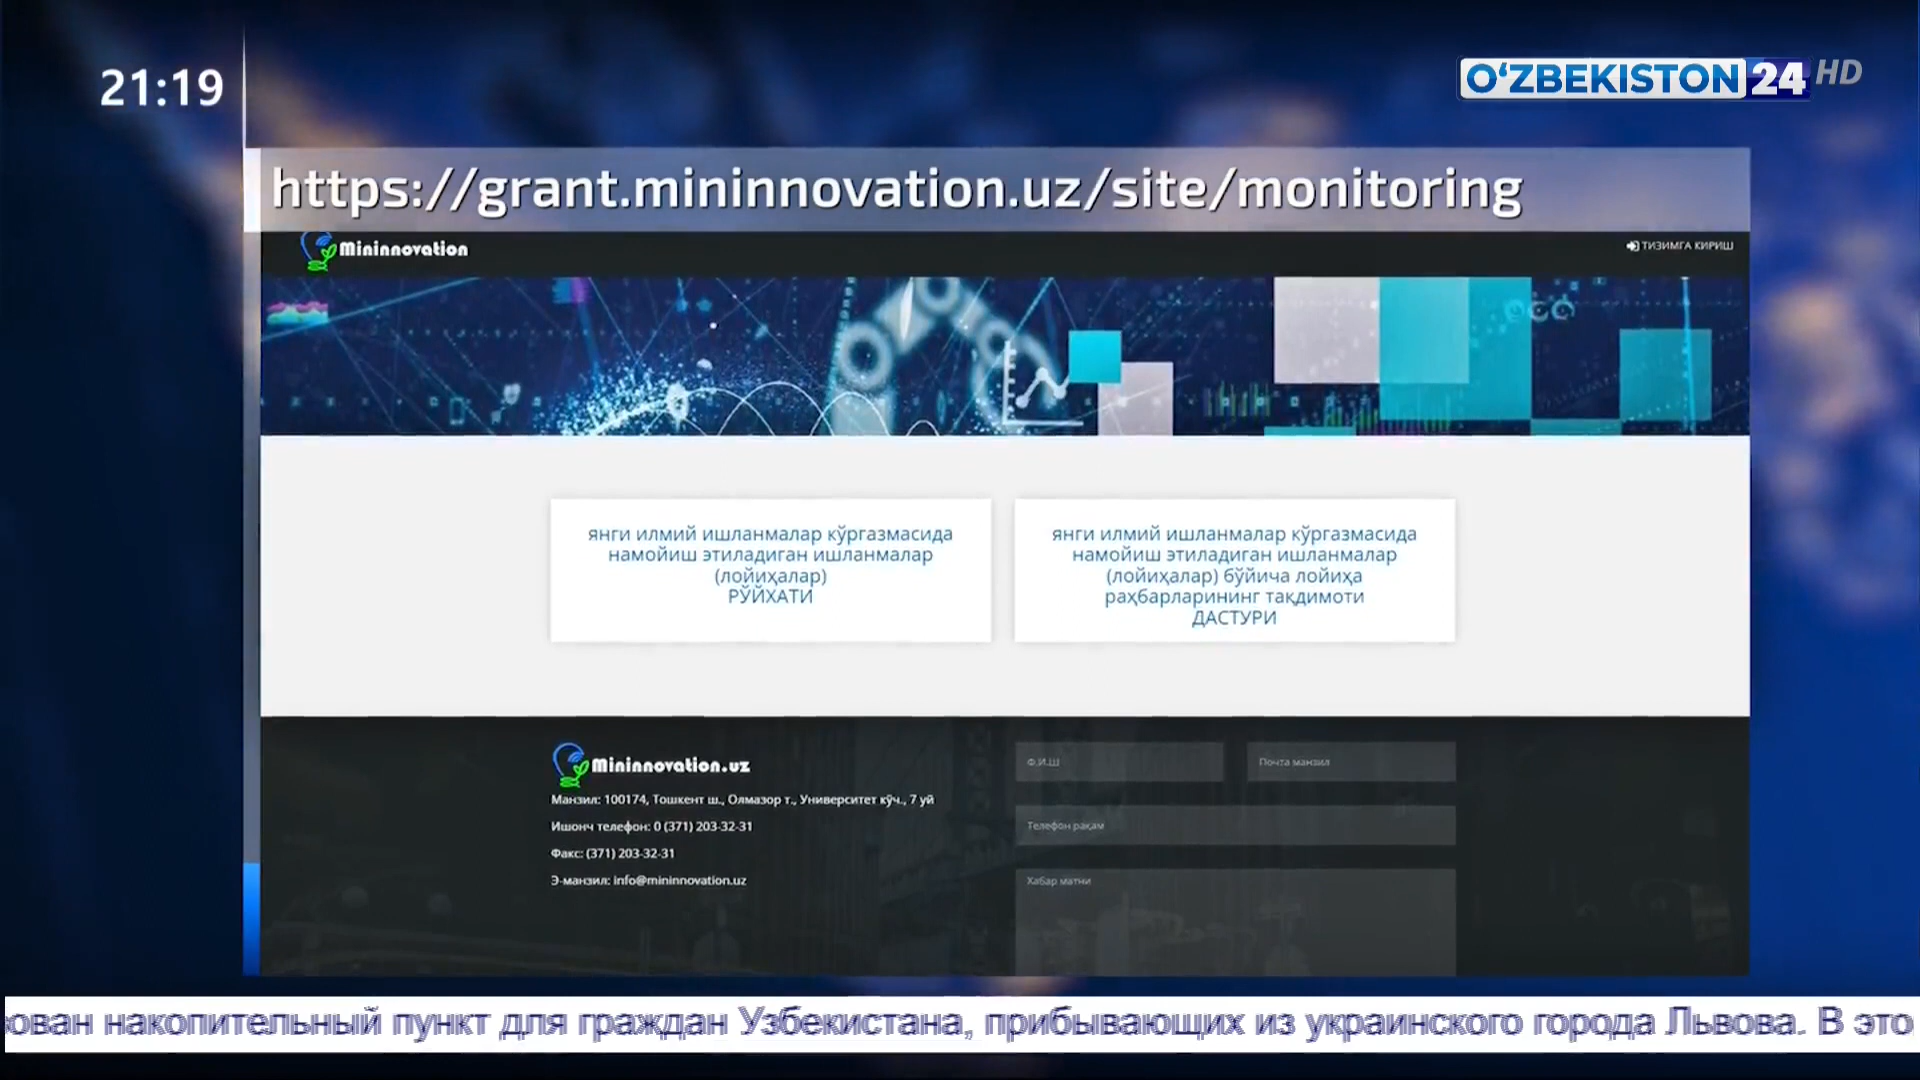 21:19
O‘ZBEKISTON 24 HD
https://grant.mininnovation.uz/site/monitoring
Mininnovation
ТИЗИМГА КИРИШ
янги илмий ишланмалар кўргазмасида
намойиш этиладиган ишланмалар
(лойиҳалар)
РЎЙХАТИ
янги илмий ишланмалар кўргазмасида
намойиш этиладиган ишланмалар
(лойиҳалар) бўйича лойиҳа
раҳбарларининг тақдимоти
ДАСТУРИ
Mininnovation.uz
Манзил: 100174, Тошкент ш., Олмазор т., Университет кўч., 7 уй
Ишонч телефон: 0 (371) 203-32-31
Факс: (371) 203-32-31
Э-манзил: info@mininnovation.uz
Ф.И.Ш
Почта манзил
Телефон рақам
Хабар матни
ован накопительный пункт для граждан Узбекистана, прибывающих из украинского города Львова. В это